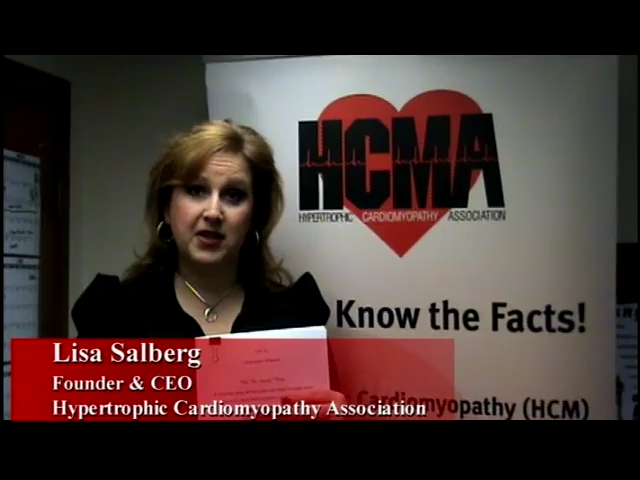 HCMA
HYPERTROPHIC CARDIOMYOPATHY ASSOCIATION
Know the Facts!
Cardiomyopathy (HCM)
Lisa Salberg
Founder & CEO
Hypertrophic Cardiomyopathy Association